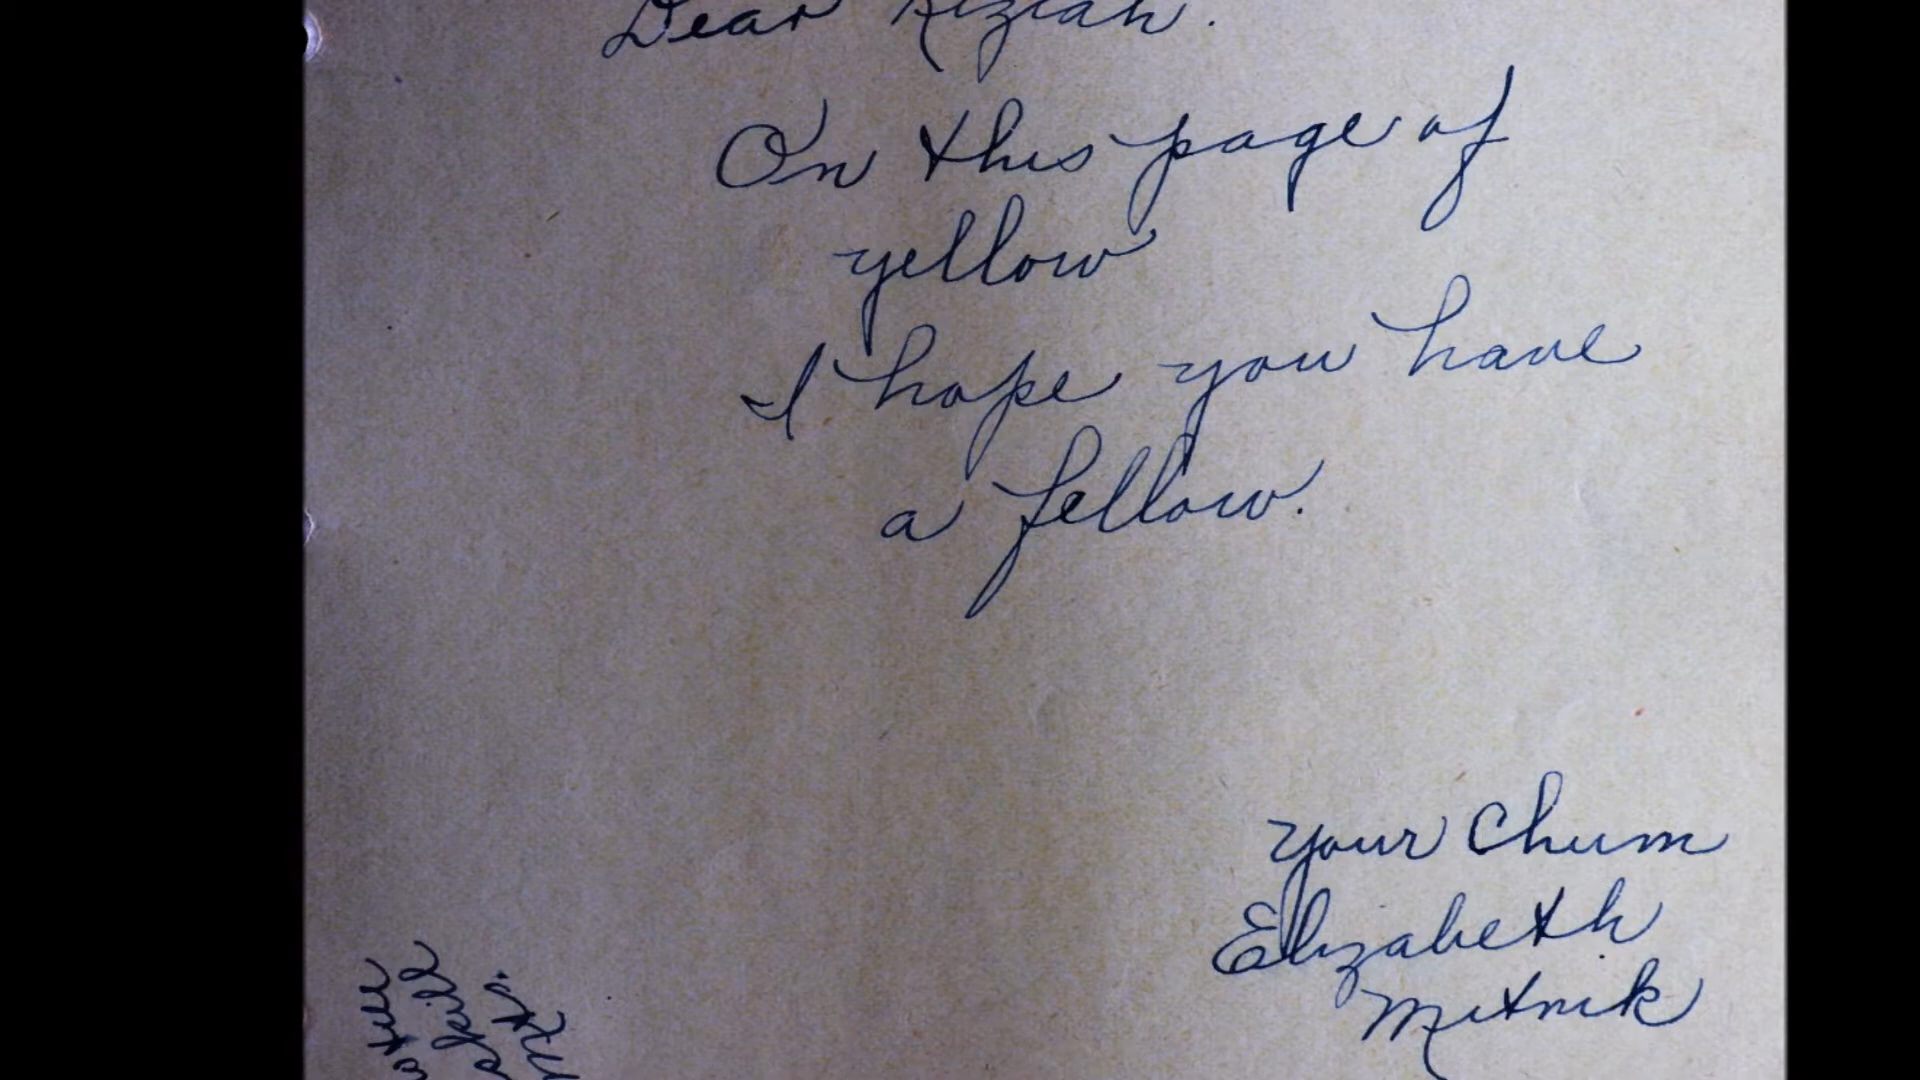 Dear Keziah.
On this page of
yellow
I hope you have
a fellow.
Your Chum
Elizabeth
Mitnik